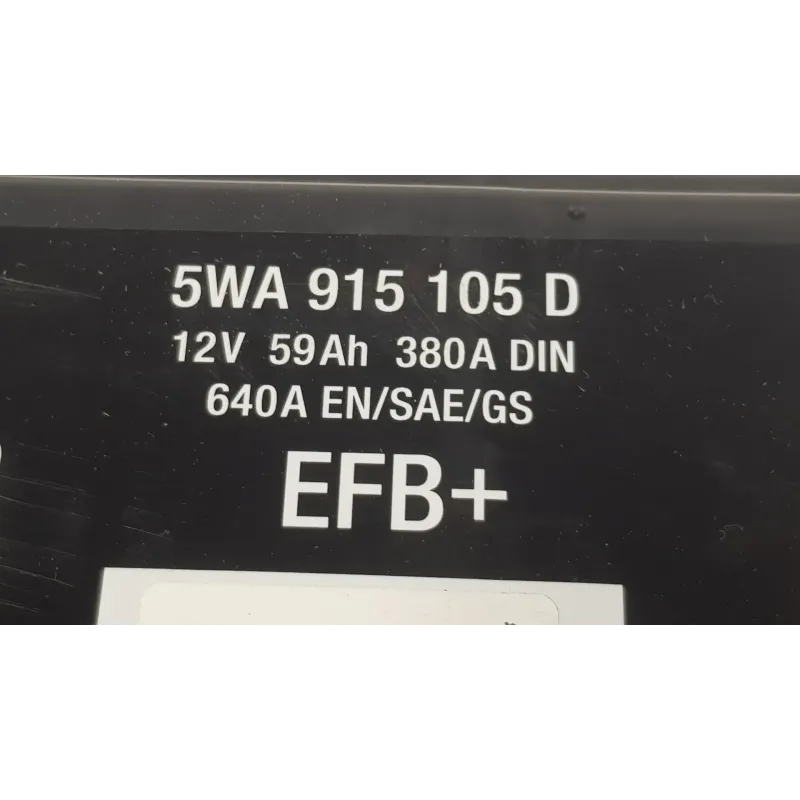 5WA 915 105 D
12V 59Ah 380A DIN
640A EN/SAE/GS
EFB+